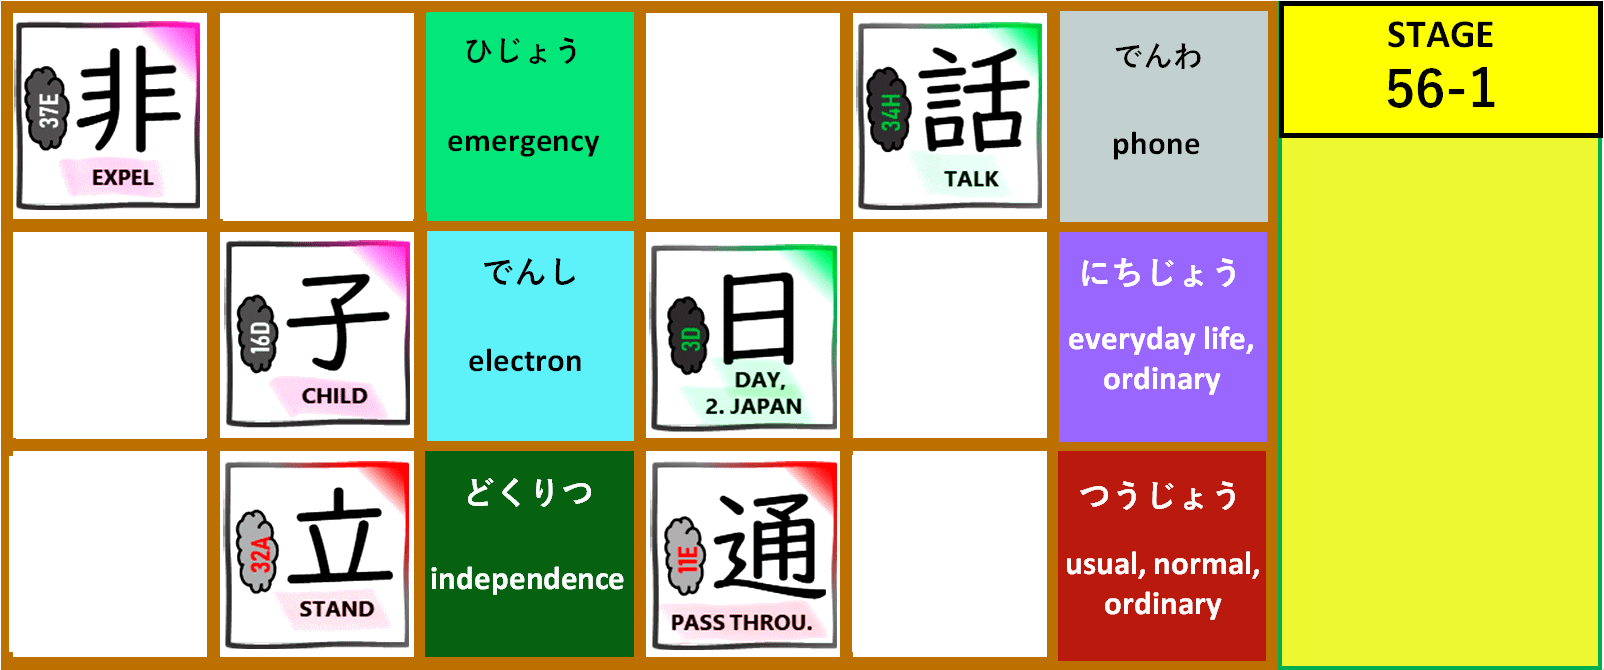 37E
非
EXPEL
ひじょう
emergency
34H
話
TALK
でんわ
phone
STAGE
56-1
16D
子
CHILD
でんし
electron
3D
日
DAY,
2. JAPAN
にちじょう
everyday life,
ordinary
32A
立
STAND
どくりつ
independence
11E
通
PASS THROU.
つうじょう
usual, normal,
ordinary